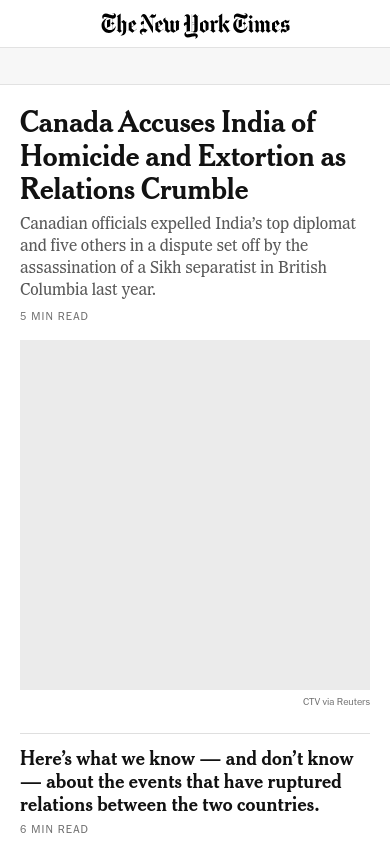 The New York Times
Canada Accuses India of
Homicide and Extortion as
Relations Crumble
Canadian officials expelled India’s top diplomat
and five others in a dispute set off by the
assassination of a Sikh separatist in British
Columbia last year.
5 MIN READ
CTV via Reuters
Here’s what we know — and don’t know
— about the events that have ruptured
relations between the two countries.
6 MIN READ